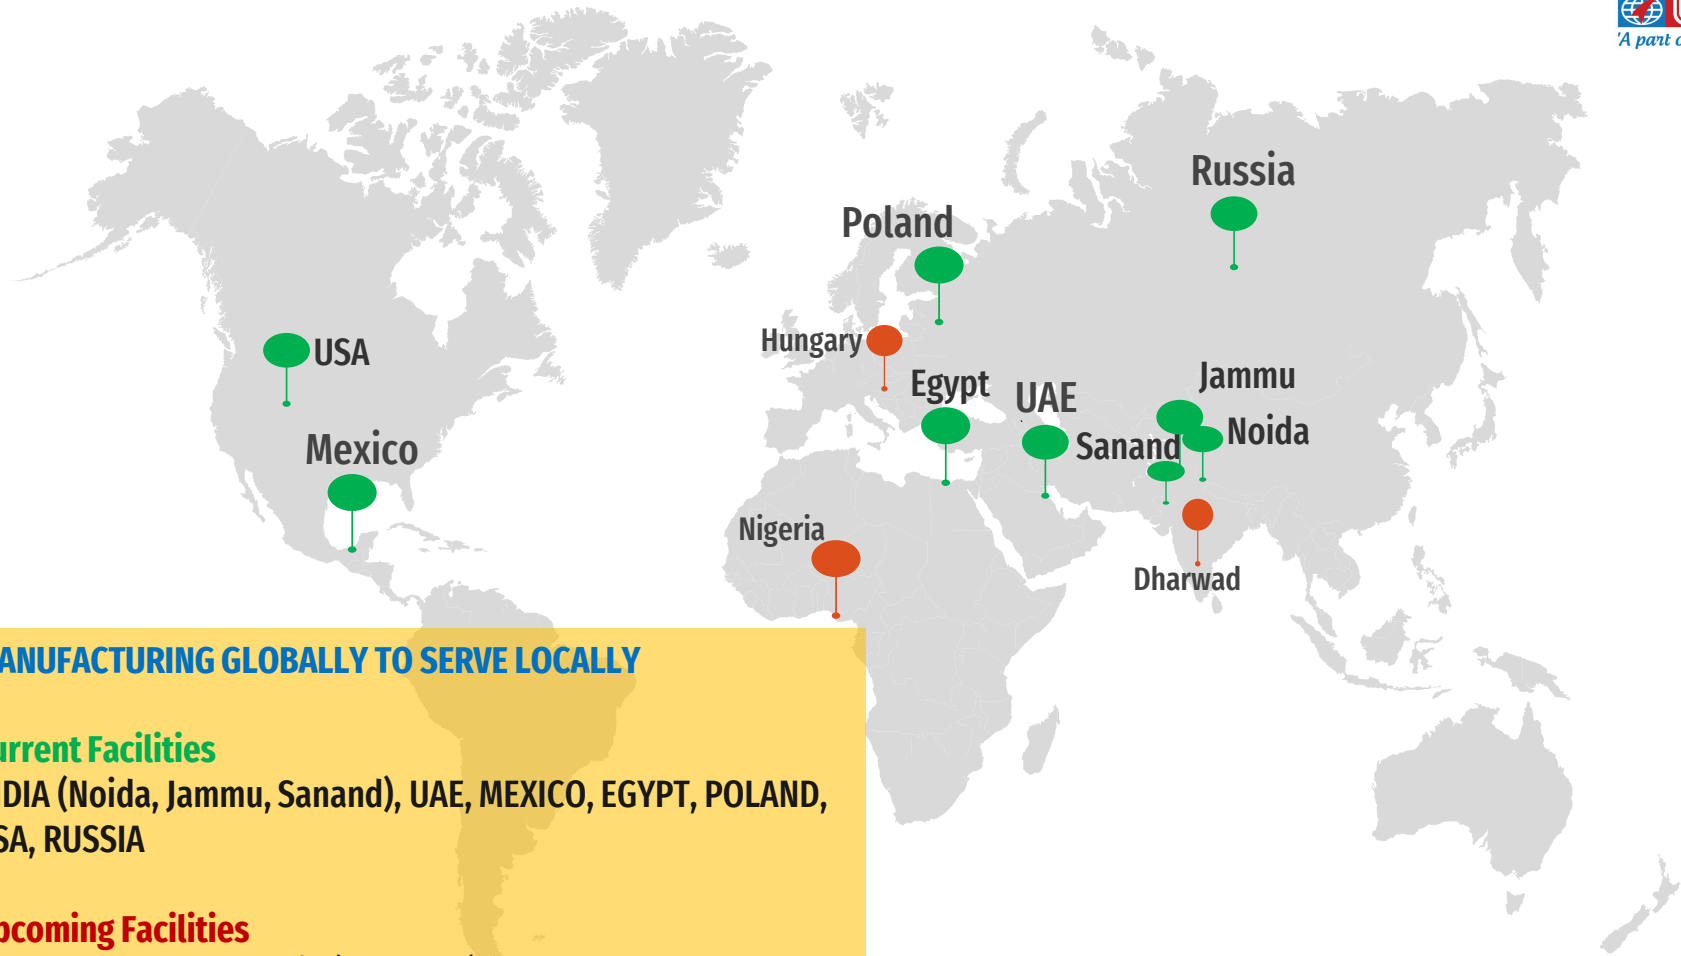 'A part o
Russia
Poland
Hungary
USA
Egypt
UAE
Jammu
Noida
Sanand
Mexico
Nigeria
Dharwad
ANUFACTURING GLOBALLY TO SERVE LOCALLY
urrent Facilities
DIA (Noida, Jammu, Sanand), UAE, MEXICO, EGYPT, POLAND,
SA, RUSSIA
pcoming Facilities